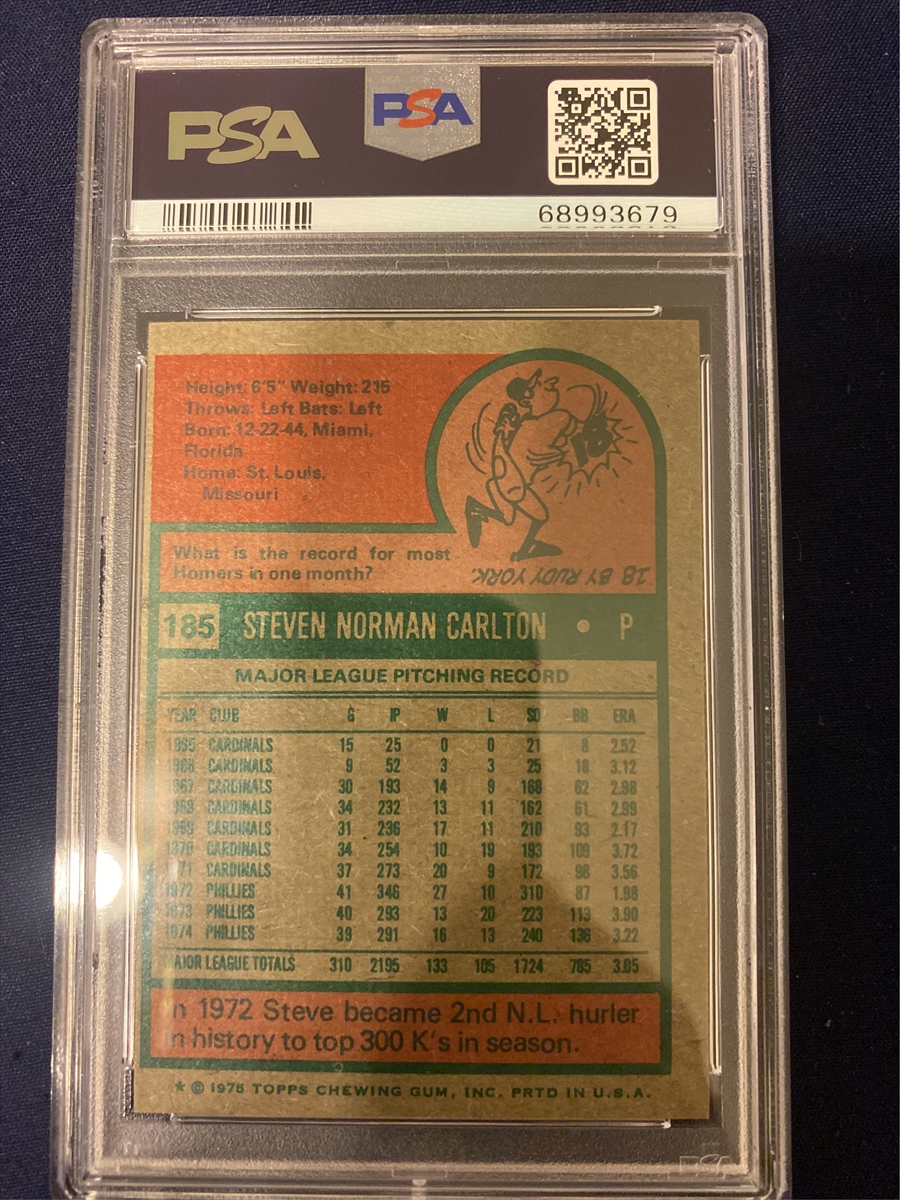 PSA
PSA
68993679
Height: 6'5" Weight: 215
Throws: Left Bats: Left
Born: 12-22-44, Miami,
Florida
Home: St. Louis,
Missouri
18
What is the record for most
Homers in one month?
18 BY RUDY YORK.
185 STEVEN NORMAN CARLTON • P
MAJOR LEAGUE PITCHING RECORD
YEAR CLUB G IP W L SO BB ERA
1965 CARDINALS 15 25 0 0 21 8 2.52
1966 CARDINALS 9 52 3 3 25 18 3.12
1967 CARDINALS 30 193 14 9 168 62 2.98
1968 CARDINALS 34 232 13 11 162 61 2.99
1969 CARDINALS 31 236 17 11 210 93 2.17
1970 CARDINALS 34 254 10 19 193 109 3.72
1971 CARDINALS 37 273 20 9 172 98 3.56
1972 PHILLIES 41 346 27 10 310 87 1.98
1973 PHILLIES 40 293 13 20 223 113 3.90
1974 PHILLIES 39 291 16 13 240 136 3.22
MAJOR LEAGUE TOTALS 310 2195 133 105 1724 785 3.05
In 1972 Steve became 2nd N.L. hurler
in history to top 300 K's in season.
* © 1975 TOPPS CHEWING GUM, INC. PRTD IN U.S.A.
PSA